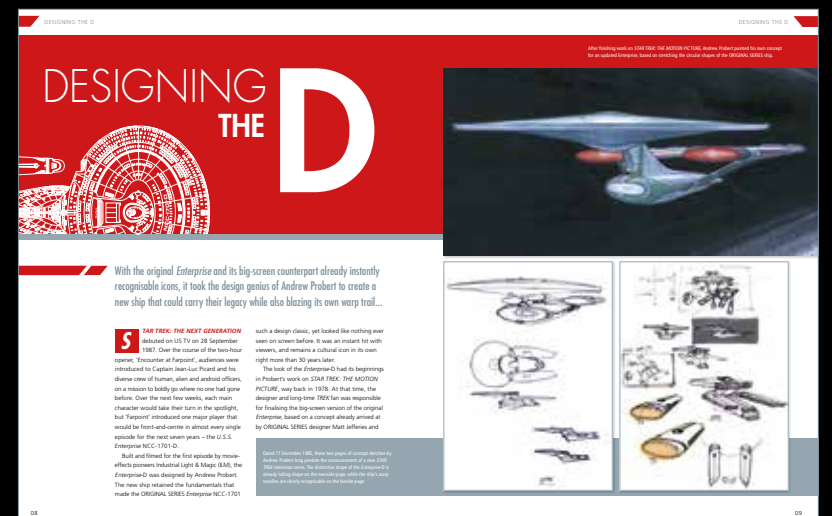 DESIGNING THE D
DESIGNING THE D
After finishing work on STAR TREK: THE MOTION PICTURE, Andrew Probert painted his own concept
for an updated Enterprise, based on stretching the circular shapes of the ORIGINAL SERIES ship.
DESIGNING
THE
D
With the original Enterprise and its big-screen counterpart already instantly
recognisable icons, it took the design genius of Andrew Probert to create a
new ship that could carry their legacy while also blazing its own warp trail...
STAR TREK: THE NEXT GENERATION
debuted on US TV on 28 September
1987. Over the course of the two-hour
opener, 'Encounter at Farpoint', audiences were
introduced to Captain Jean-Luc Picard and his
diverse crew of human, alien and android officers,
on a mission to boldly go where no one had gone
before. Over the next few weeks, each main
character would take their turn in the spotlight,
but 'Farpoint' introduced one major player that
would be front-and-centre in almost every single
episode for the next seven years – the U.S.S.
Enterprise NCC-1701-D.
Built and filmed for the first episode by movie-
effects pioneers Industrial Light & Magic (ILM), the
Enterprise-D was designed by Andrew Probert.
The new ship retained the fundamentals that
made the ORIGINAL SERIES Enterprise NCC-1701
such a design classic, yet looked like nothing ever
seen on screen before. It was an instant hit with
viewers, and remains a cultural icon in its own
right more than 30 years later.
The look of the Enterprise-D had its beginnings
in Probert's work on STAR TREK: THE MOTION
PICTURE, way back in 1978. At that time, the
designer and long-time TREK fan was responsible
for finalising the big-screen version of the original
Enterprise, based on a concept already arrived at
by ORIGINAL SERIES designer Matt Jefferies and
Dated 17 December 1985, these two pages of concept sketches by
Andrew Probert long predate the announcement of a new STAR
TREK television series. The distinctive shape of the Enterprise-D is
already taking shape on the nearside page, while the ship's warp
nacelles are clearly recognisable on the farside page.
08
09